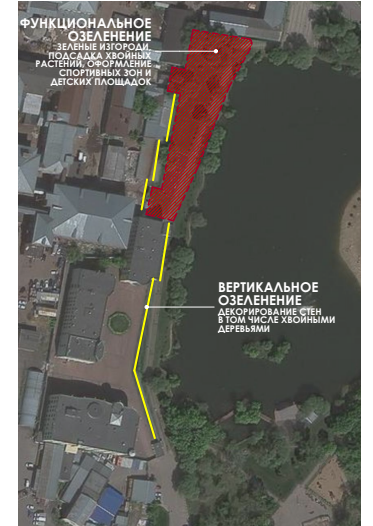 ФУНКЦИОНАЛЬНОЕ
ОЗЕЛЕНЕНИЕ
ЗЕЛЕНЫЕ ИЗГОРОДИ,
ПОДСАДКА ХВОЙНЫХ
РАСТЕНИЙ, ОФОРМЛЕНИЕ
СПОРТИВНЫХ ЗОН И
ДЕТСКИХ ПЛОЩАДОК
ВЕРТИКАЛЬНОЕ
ОЗЕЛЕНЕНИЕ
ДЕКОРИРОВАНИЕ СТЕН
В ТОМ ЧИСЛЕ ХВОЙНЫМИ
ДЕРЕВЬЯМИ